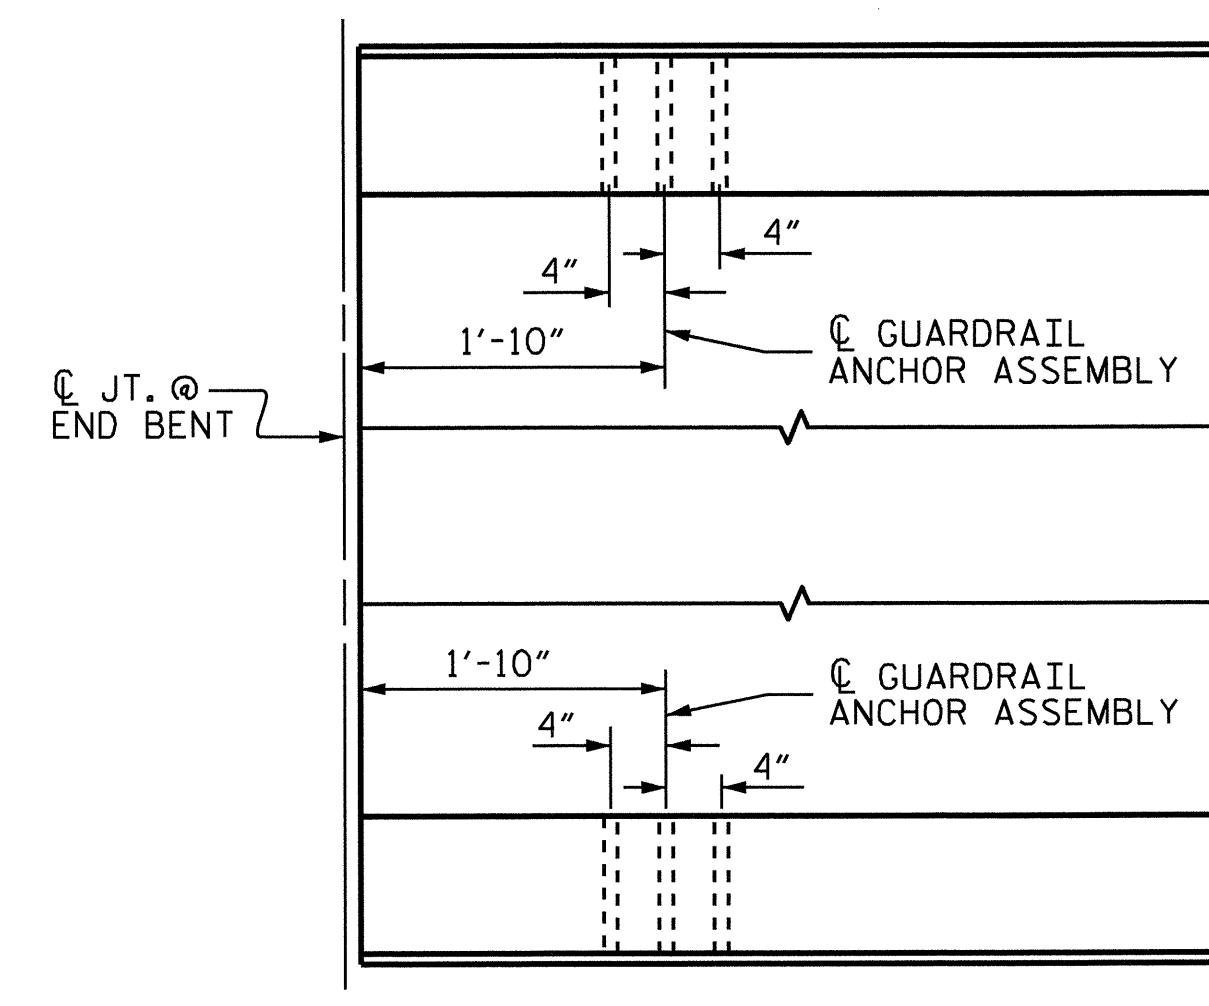 4"
4"
1'-10"
℄ GUARDRAIL
ANCHOR ASSEMBLY
℄ JT. @
END BENT
1'-10"
℄ GUARDRAIL
ANCHOR ASSEMBLY
4"
4"